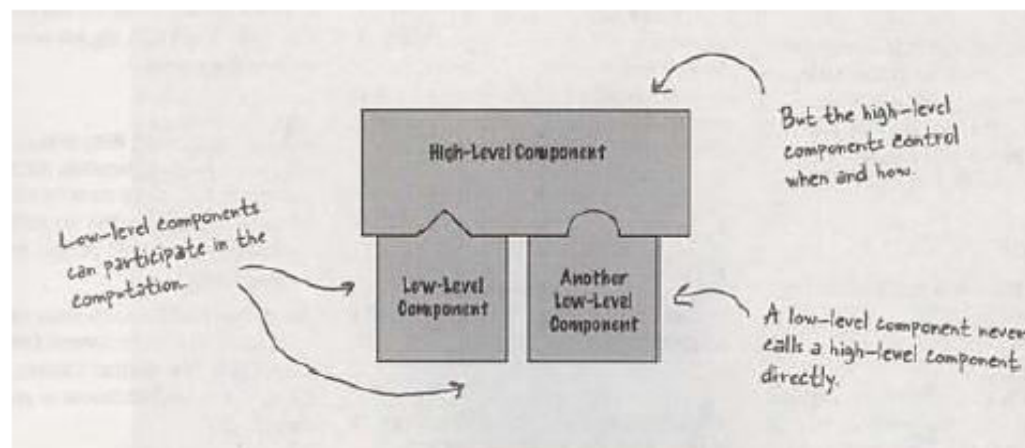 But the high-level
components control
when and how.
High-Level Component
Low-level components
can participate in the
computation.
Low-Level
Component
Another
Low-Level
Component
A low-level component never
calls a high-level component
directly.